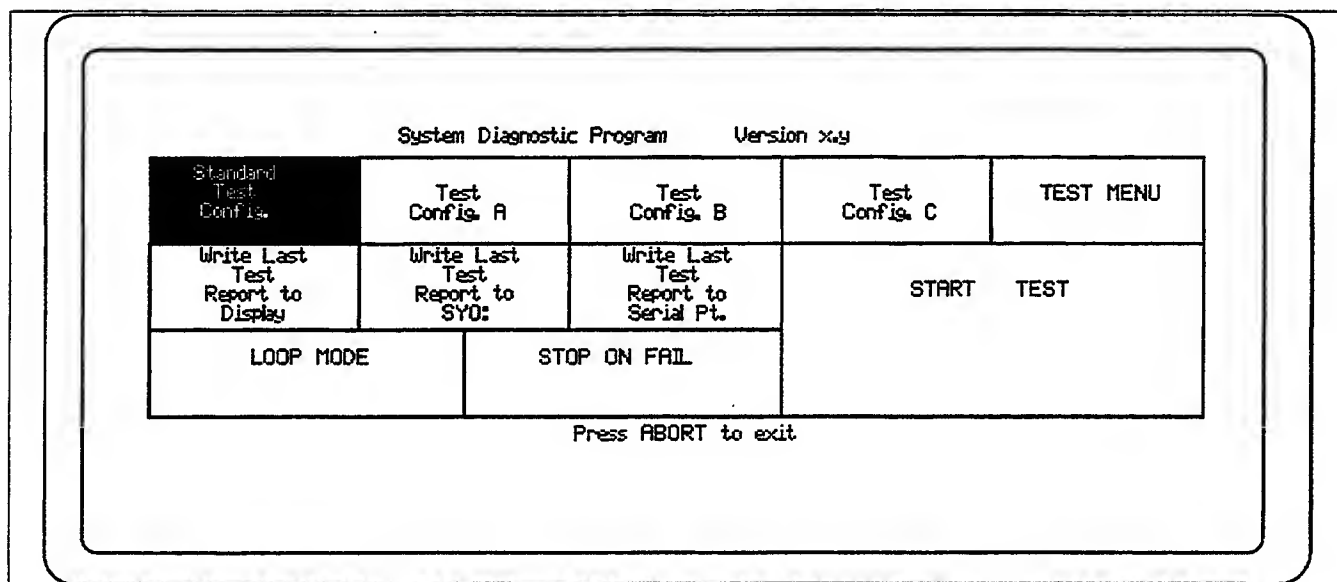 System Diagnostic Program Version x.y
Standard
Test
Config.
Test
Config. A
Test
Config. B
Test
Config. C
TEST MENU
Write Last
Test
Report to
Display
Write Last
Test
Report to
SY0:
Write Last
Test
Report to
Serial Pt.
START TEST
LOOP MODE
STOP ON FAIL
Press ABORT to exit